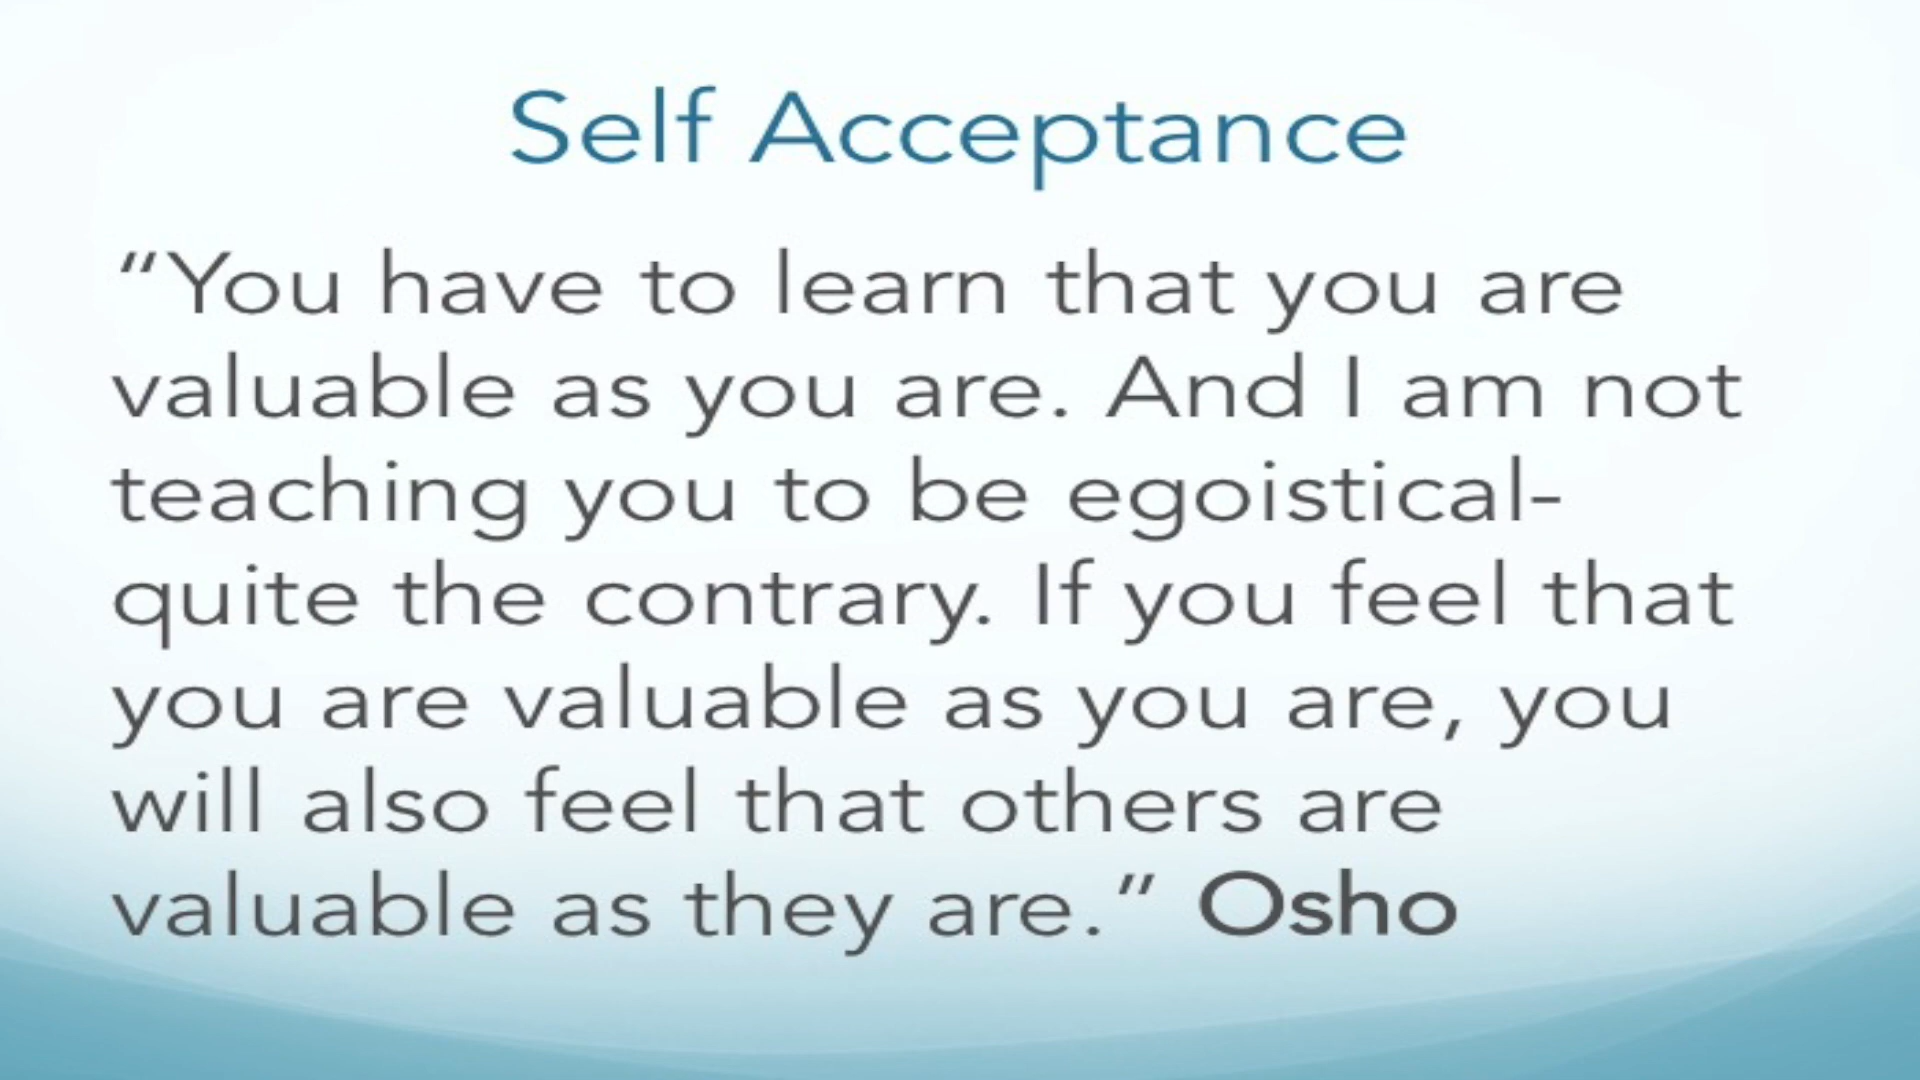 Self Acceptance
“You have to learn that you are
valuable as you are. And I am not
teaching you to be egoistical-
quite the contrary. If you feel that
you are valuable as you are, you
will also feel that others are
valuable as they are.” Osho